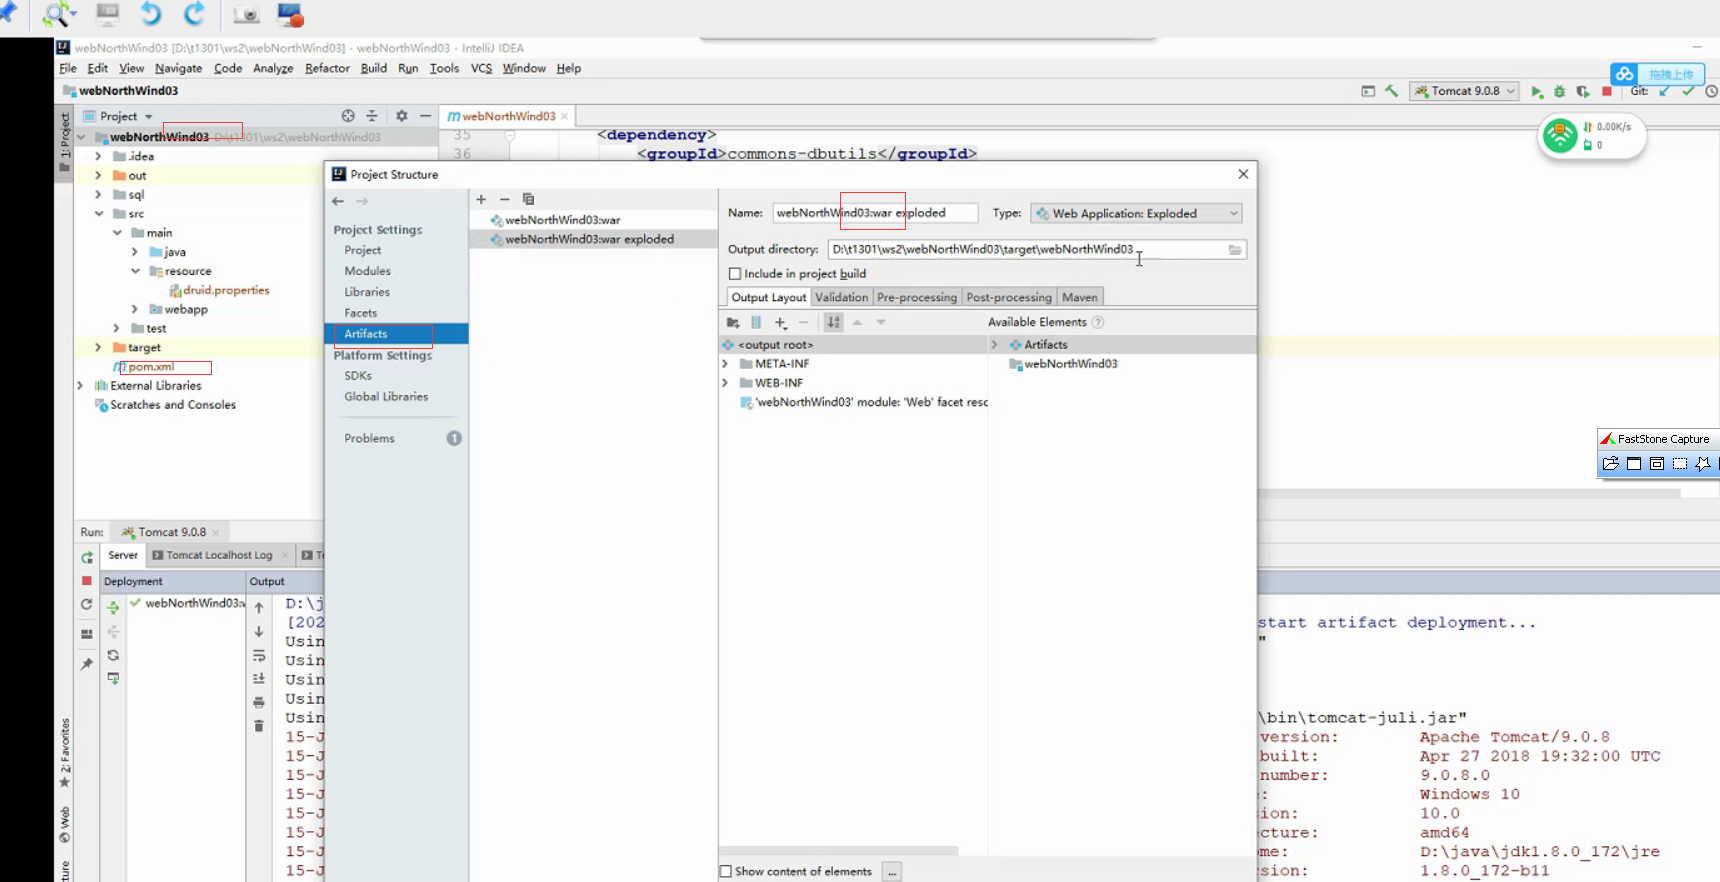 webNorthWind03 [D:\t1301\ws2\webNorthWind03] - webNorthWind03 - IntelliJ IDEA
File Edit View Navigate Code Analyze Refactor Build Run Tools VCS Window Help
拖拽上传
webNorthWind03
Tomcat 9.0.8
Git:
1: Project
Project
webNorthWind03
webNorthWind03 D:\t1301\ws2\webNorthWind03
.idea
out
sql
src
main
java
resource
druid.properties
webapp
test
target
pom.xml
External Libraries
Scratches and Consoles
35 <dependency>
36 <groupId>commons-dbutils</groupId>
0.00K/s
0
Project Structure
Project Settings
Project
Modules
Libraries
Facets
Artifacts
Platform Settings
SDKs
Global Libraries
Problems 1
webNorthWind03:war
webNorthWind03:war exploded
Name: webNorthWind03:war exploded Type: Web Application: Exploded
Output directory: D:\t1301\ws2\webNorthWind03\target\webNorthWind03
Include in project build
Output Layout Validation Pre-processing Post-processing Maven
Available Elements
<output root>
META-INF
WEB-INF
'webNorthWind03' module: 'Web' facet resc
Artifacts
webNorthWind03
Show content of elements ...
FastStone Capture
Run: Tomcat 9.0.8
Server Tomcat Localhost Log
Deployment Output
webNorthWind03:
D:\j
[202 start artifact deployment...
Usin "
Usin
Usin
Usin
Usin \bin\tomcat-juli.jar"
15-J version: Apache Tomcat/9.0.8
15-J built: Apr 27 2018 19:32:00 UTC
15-J number: 9.0.8.0
15-J : Windows 10
15-J ion: 10.0
15-J ecture: amd64
15-J me: D:\java\jdk1.8.0_172\jre
15-J sion: 1.8.0_172-b11
2: Favorites
Web